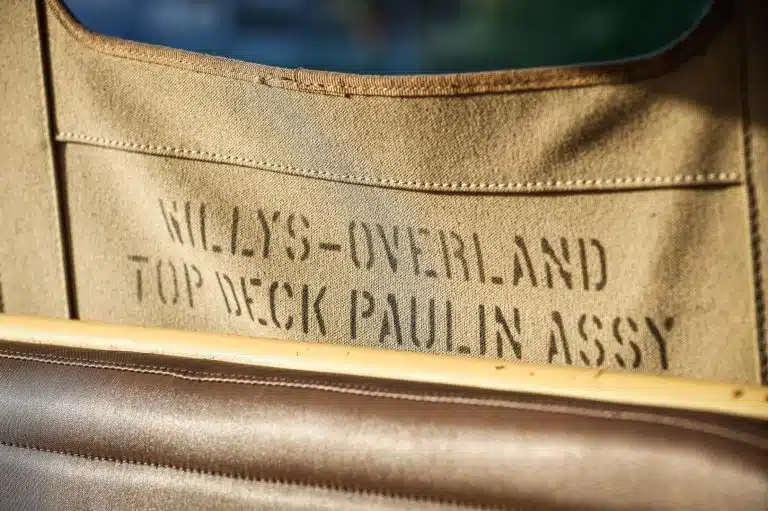 WILLYS-OVERLAND
TOP DECK PAULIN ASSY